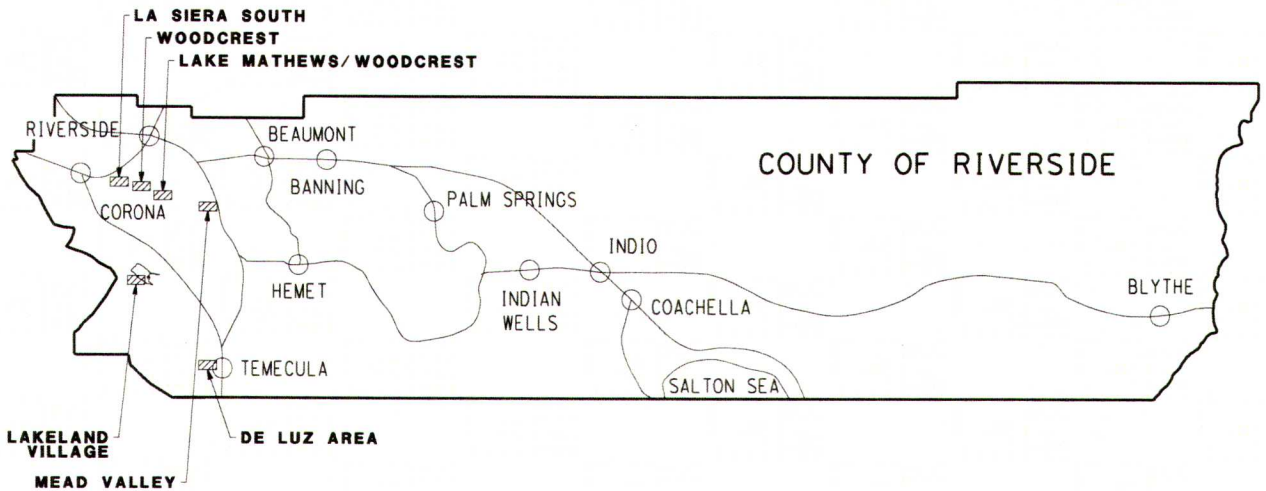 LA SIERA SOUTH
WOODCREST
LAKE MATHEWS/WOODCREST
RIVERSIDE
BEAUMONT
COUNTY OF RIVERSIDE
BANNING
CORONA
PALM SPRINGS
INDIO
HEMET
INDIAN
WELLS
COACHELLA
BLYTHE
TEMECULA
SALTON SEA
LAKELAND
VILLAGE
DE LUZ AREA
MEAD VALLEY